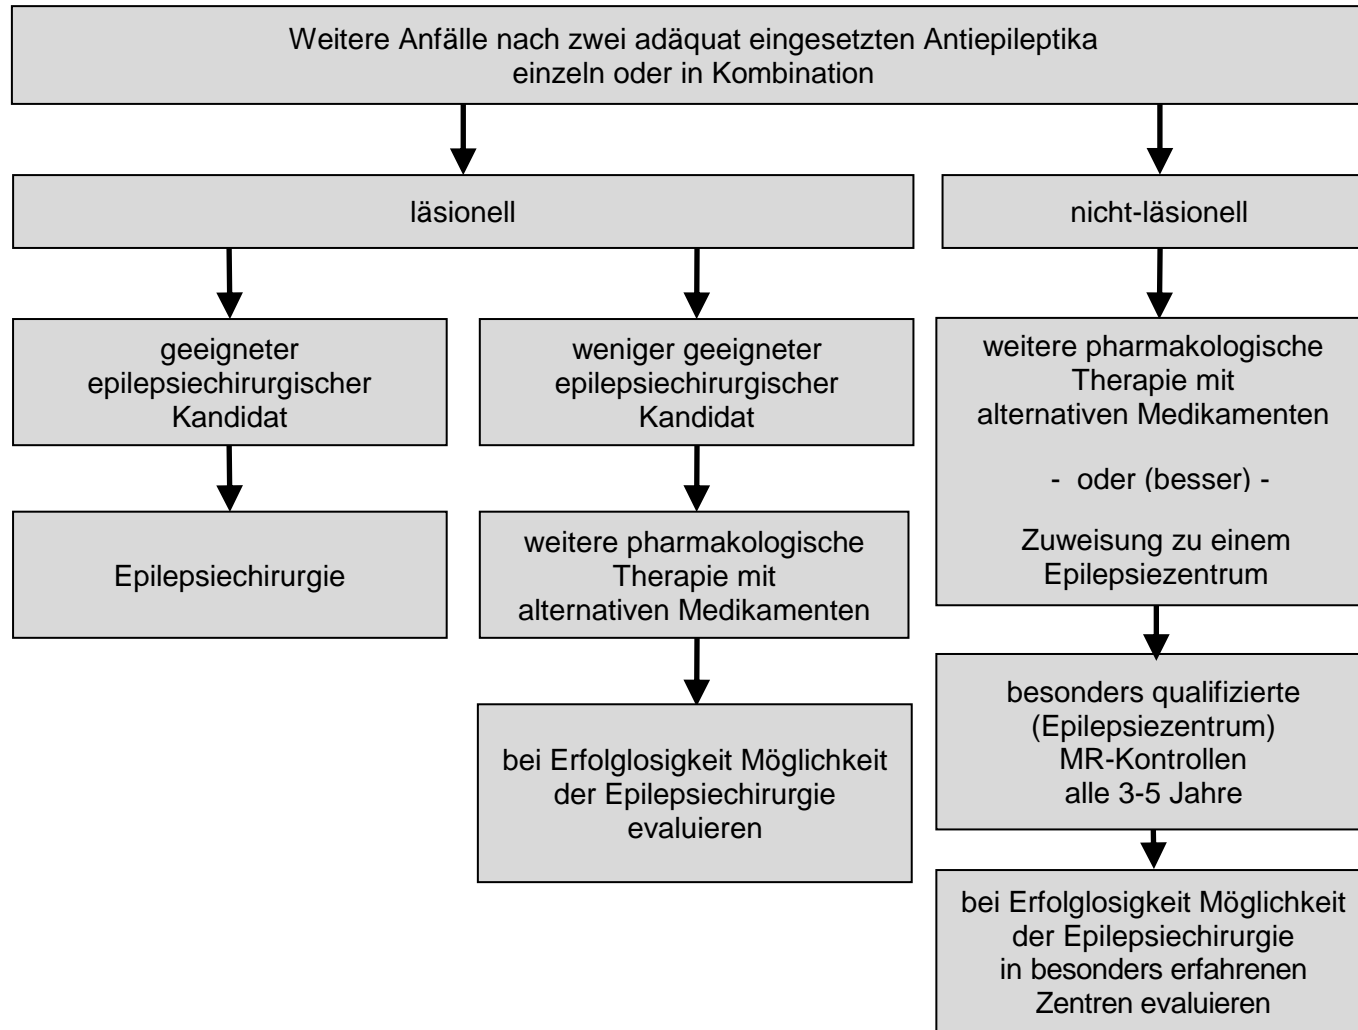 Weitere Anfälle nach zwei adäquat eingesetzten Antiepileptika
einzeln oder in Kombination
läsionell
nicht-läsionell
geeigneter
epilepsiechirurgischer
Kandidat
weniger geeigneter
epilepsiechirurgischer
Kandidat
weitere pharmakologische
Therapie mit
alternativen Medikamenten
- oder (besser) -
Zuweisung zu einem
Epilepsiezentrum
Epilepsiechirurgie
weitere pharmakologische
Therapie mit
alternativen Medikamenten
besonders qualifizierte
(Epilepsiezentrum)
MR-Kontrollen
alle 3-5 Jahre
bei Erfolglosigkeit Möglichkeit
der Epilepsiechirurgie
evaluieren
bei Erfolglosigkeit Möglichkeit
der Epilepsiechirurgie
in besonders erfahrenen
Zentren evaluieren